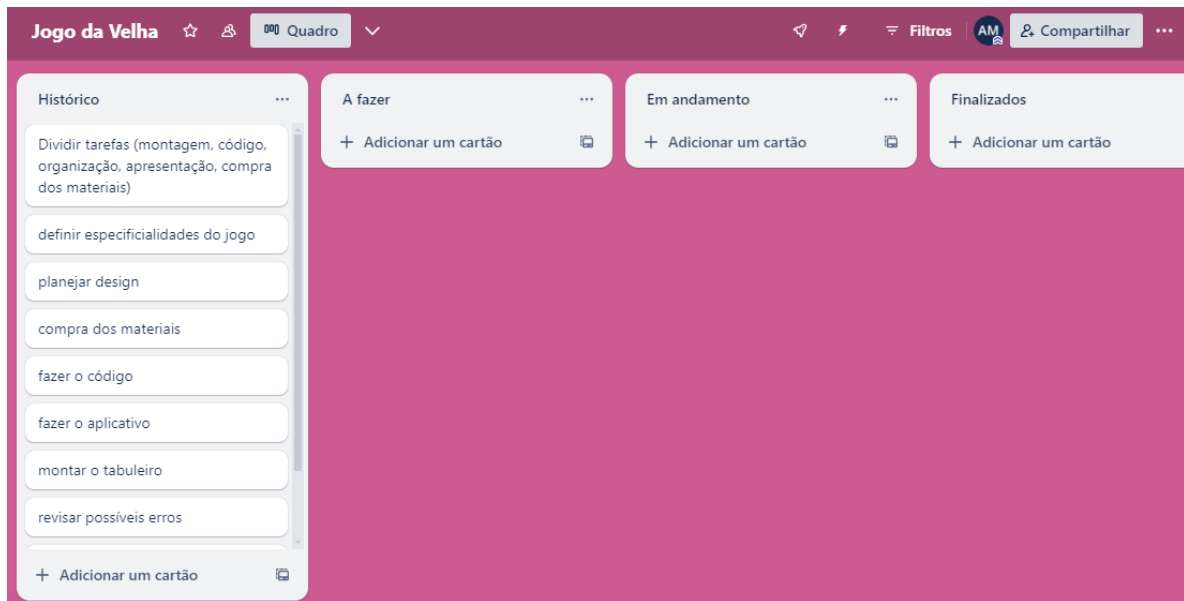 Jogo da Velha
Quadro
Filtros
AM
Compartilhar
Histórico
Dividir tarefas (montagem, código,
organização, apresentação, compra
dos materiais)
definir especificialidades do jogo
planejar design
compra dos materiais
fazer o código
fazer o aplicativo
montar o tabuleiro
revisar possíveis erros
+ Adicionar um cartão
A fazer
+ Adicionar um cartão
Em andamento
+ Adicionar um cartão
Finalizados
+ Adicionar um cartão